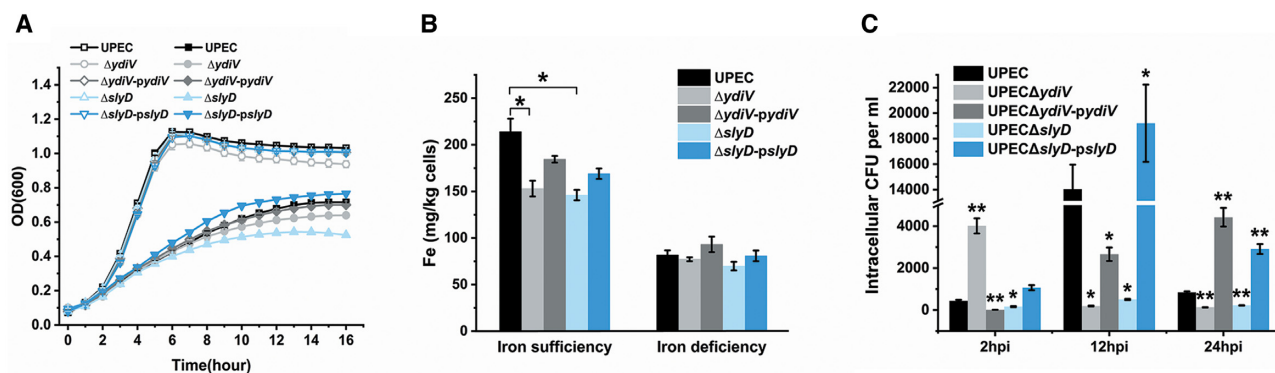 A
UPEC UPEC
ΔydiV ΔydiV
ΔydiV-pydiV ΔydiV-pydiV
ΔslyD ΔslyD
ΔslyD-pslyD ΔslyD-pslyD
OD(600)
1.4
1.2
1.0
0.8
0.6
0.4
0.2
0.0
0 2 4 6 8 10 12 14 16
Time(hour)
B
UPEC
ΔydiV
ΔydiV-pydiV
ΔslyD
ΔslyD-pslyD
* *
Fe (mg/kg cells)
250
200
150
100
50
0
Iron sufficiency Iron deficiency
C
UPEC
UPECΔydiV
UPECΔydiV-pydiV
UPECΔslyD
UPECΔslyD-pslyD
Intracellular CFU per ml
22000
20000
18000
16000
14000
4000
2000
0
** ** * * * * * ** ** ** **
2hpi 12hpi 24hpi